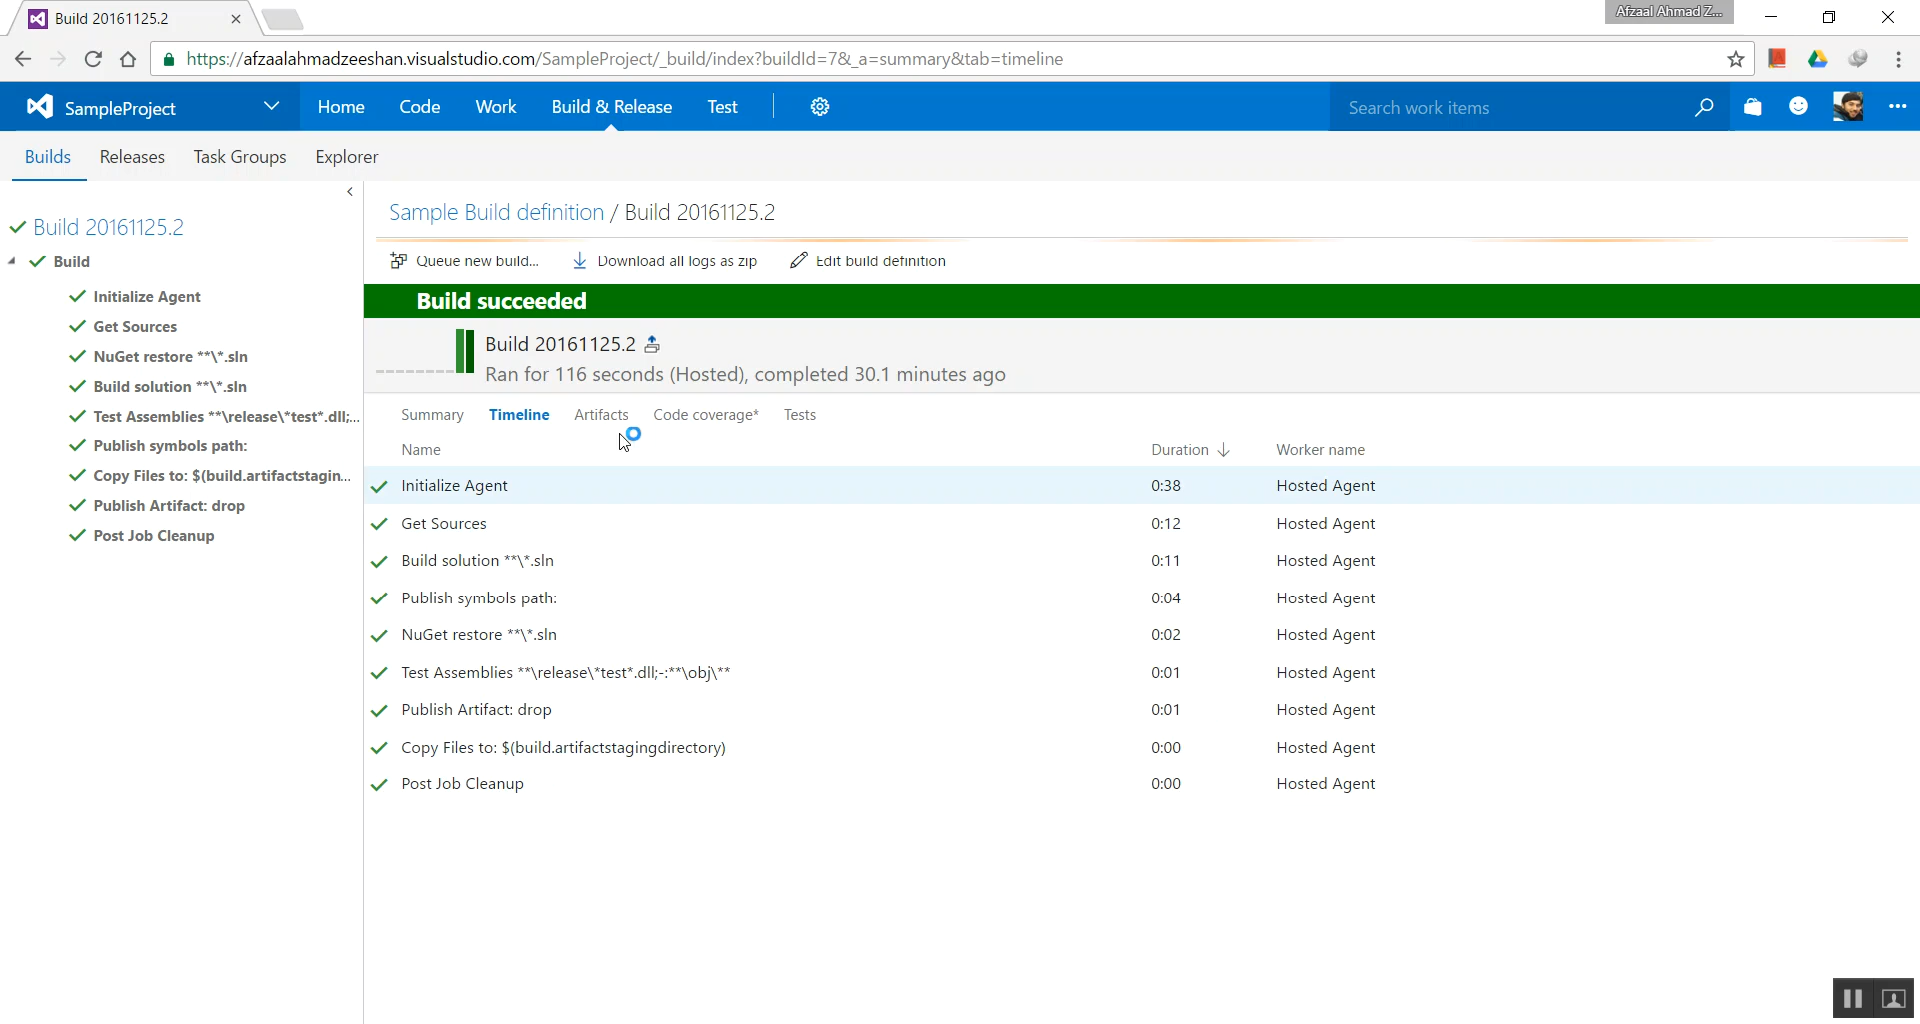 Build 20161125.2
Afzaal Ahmad Z...
https://afzaalahmadzeeshan.visualstudio.com/SampleProject/_build/index?buildId=7&_a=summary&tab=timeline
SampleProject Home Code Work Build & Release Test Search work items
Builds Releases Task Groups Explorer
Build 20161125.2
Build
Initialize Agent
Get Sources
NuGet restore **\*.sln
Build solution **\*.sln
Test Assemblies **\release\*test*.dll;...
Publish symbols path:
Copy Files to: $(build.artifactstagin...
Publish Artifact: drop
Post Job Cleanup
Sample Build definition / Build 20161125.2
Queue new build... Download all logs as zip Edit build definition
Build succeeded
Build 20161125.2
Ran for 116 seconds (Hosted), completed 30.1 minutes ago
Summary Timeline Artifacts Code coverage* Tests
Name Duration Worker name
Initialize Agent 0:38 Hosted Agent
Get Sources 0:12 Hosted Agent
Build solution **\*.sln 0:11 Hosted Agent
Publish symbols path: 0:04 Hosted Agent
NuGet restore **\*.sln 0:02 Hosted Agent
Test Assemblies **\release\*test*.dll;-:**\obj\** 0:01 Hosted Agent
Publish Artifact: drop 0:01 Hosted Agent
Copy Files to: $(build.artifactstagingdirectory) 0:00 Hosted Agent
Post Job Cleanup 0:00 Hosted Agent